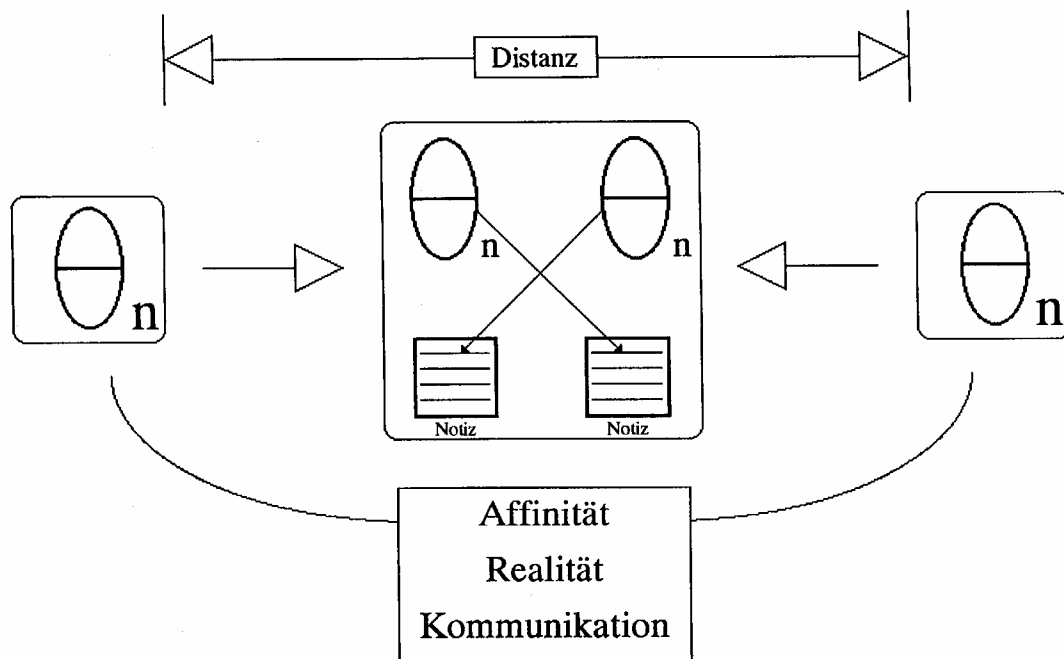 Distanz
n
n
n
n
Notiz
Notiz
Affinität
Realität
Kommunikation